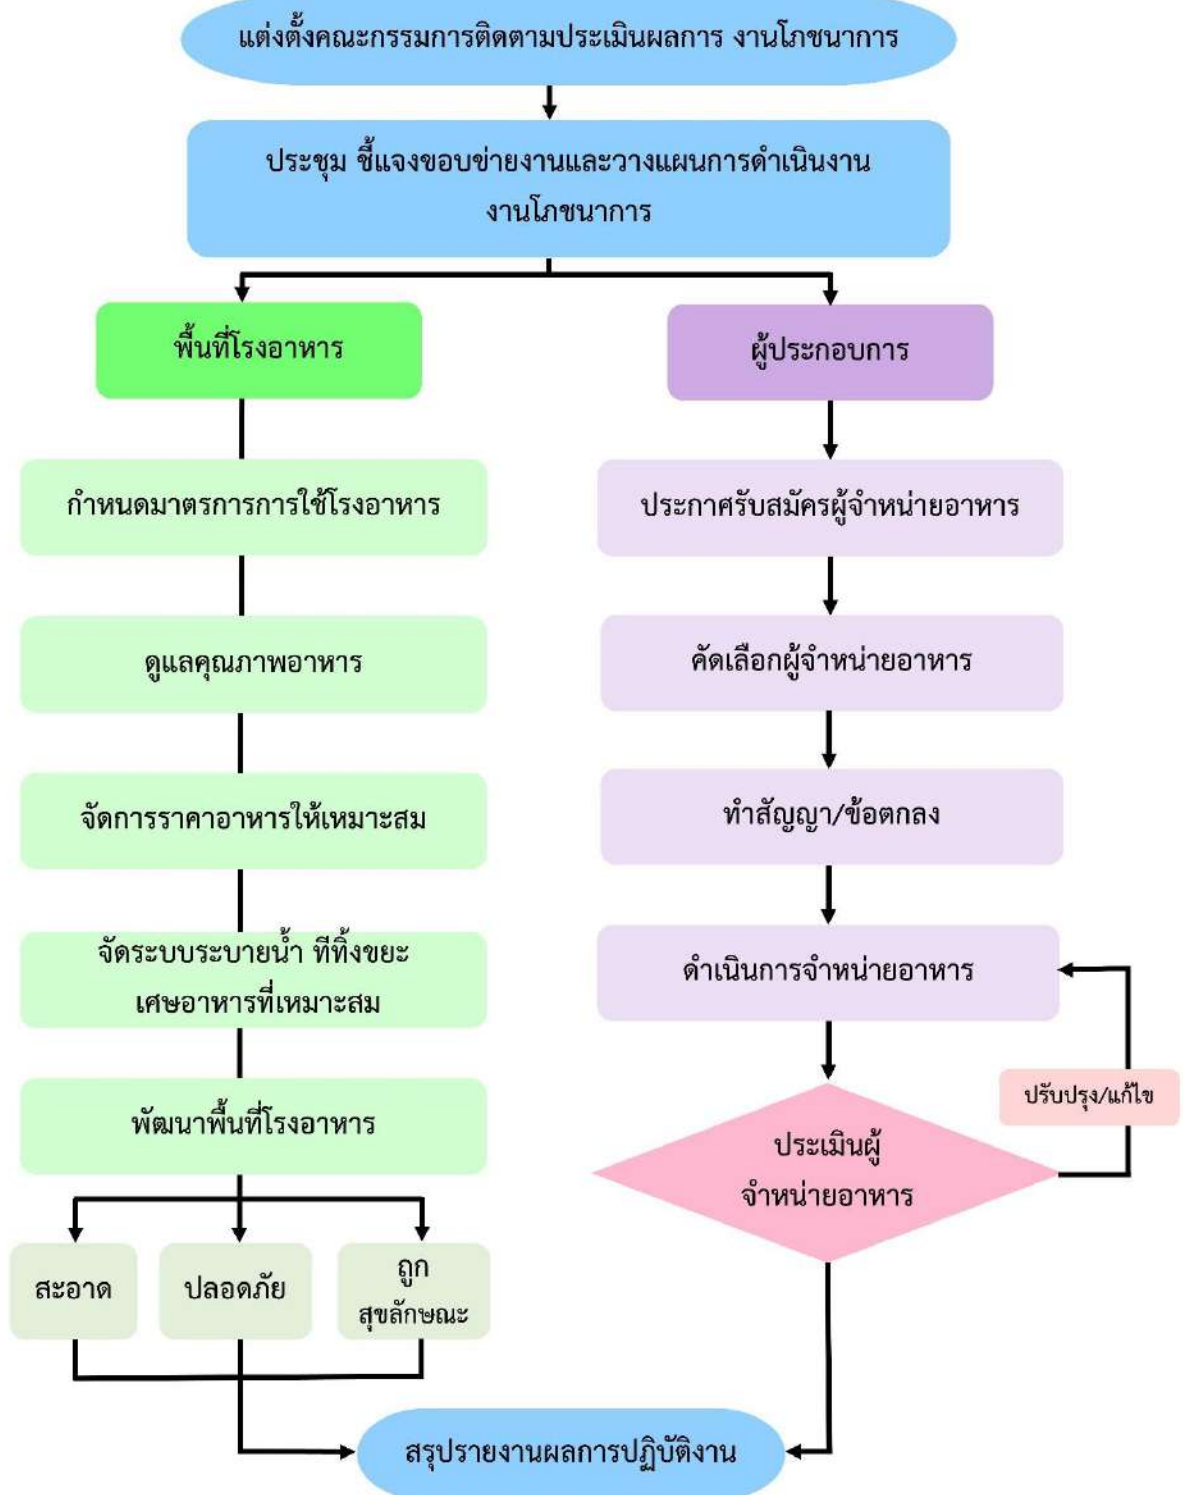 แต่งตั้งคณะกรรมการติดตามประเมินผลการ งานโภชนาการ
ประชุม ชี้แจงขอบข่ายงานและวางแผนการดำเนินงาน
งานโภชนาการ
พื้นที่โรงอาหาร
ผู้ประกอบการ
กำหนดมาตรการการใช้โรงอาหาร
ประกาศรับสมัครผู้จำหน่ายอาหาร
ดูแลคุณภาพอาหาร
คัดเลือกผู้จำหน่ายอาหาร
จัดการราคาอาหารให้เหมาะสม
ทำสัญญา/ข้อตกลง
จัดระบบระบายน้ำ ทีทิ้งขยะ
เศษอาหารที่เหมาะสม
ดำเนินการจำหน่ายอาหาร
ปรับปรุง/แก้ไข
พัฒนาพื้นที่โรงอาหาร
ประเมินผู้
จำหน่ายอาหาร
สะอาด
ปลอดภัย
ถูก
สุขลักษณะ
สรุปรายงานผลการปฏิบัติงาน